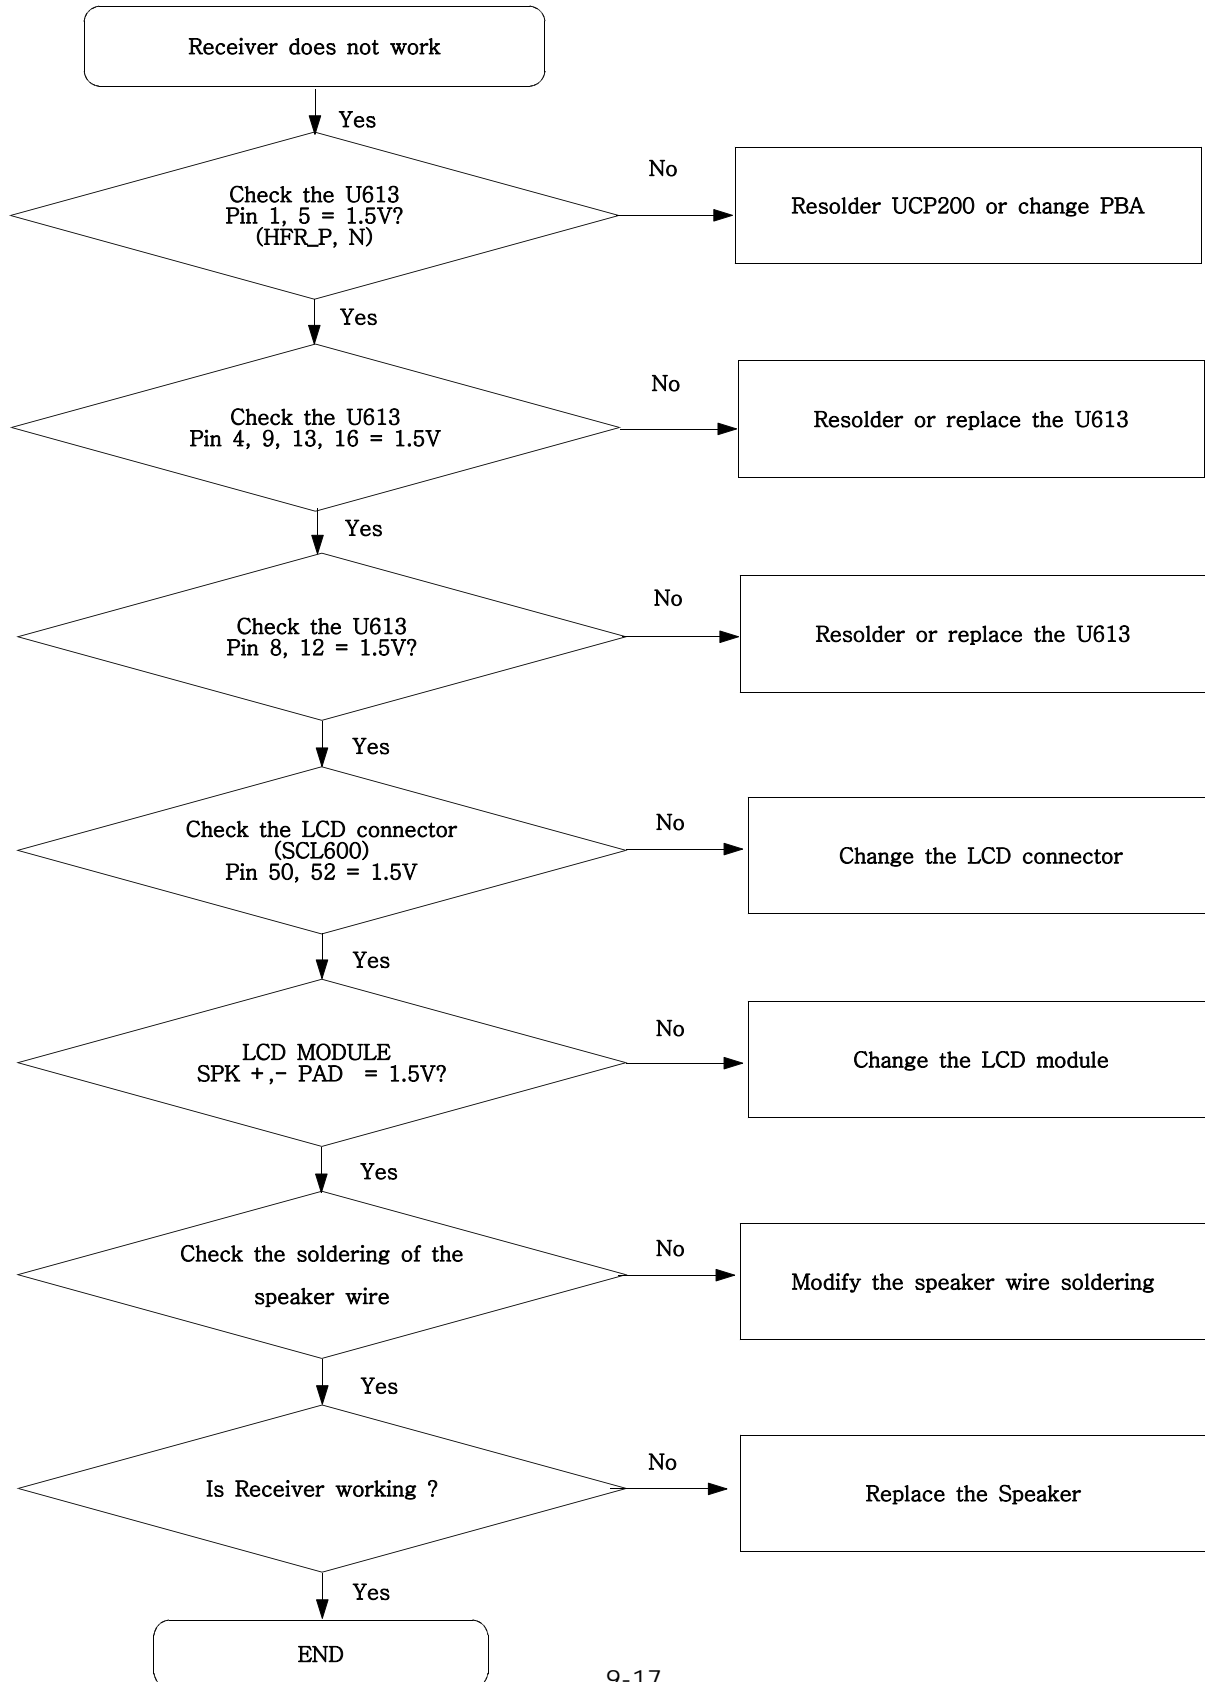 Receiver does not work
Yes
Check the U613
Pin 1, 5 = 1.5V?
(HFR_P, N)
No
Resolder UCP200 or change PBA
Yes
Check the U613
Pin 4, 9, 13, 16 = 1.5V
No
Resolder or replace the U613
Yes
Check the U613
Pin 8, 12 = 1.5V?
No
Resolder or replace the U613
Yes
Check the LCD connector
(SCL600)
Pin 50, 52 = 1.5V
No
Change the LCD connector
Yes
LCD MODULE
SPK +,- PAD = 1.5V?
No
Change the LCD module
Yes
Check the soldering of the
speaker wire
No
Modify the speaker wire soldering
Yes
Is Receiver working ?
No
Replace the Speaker
Yes
END
9-17